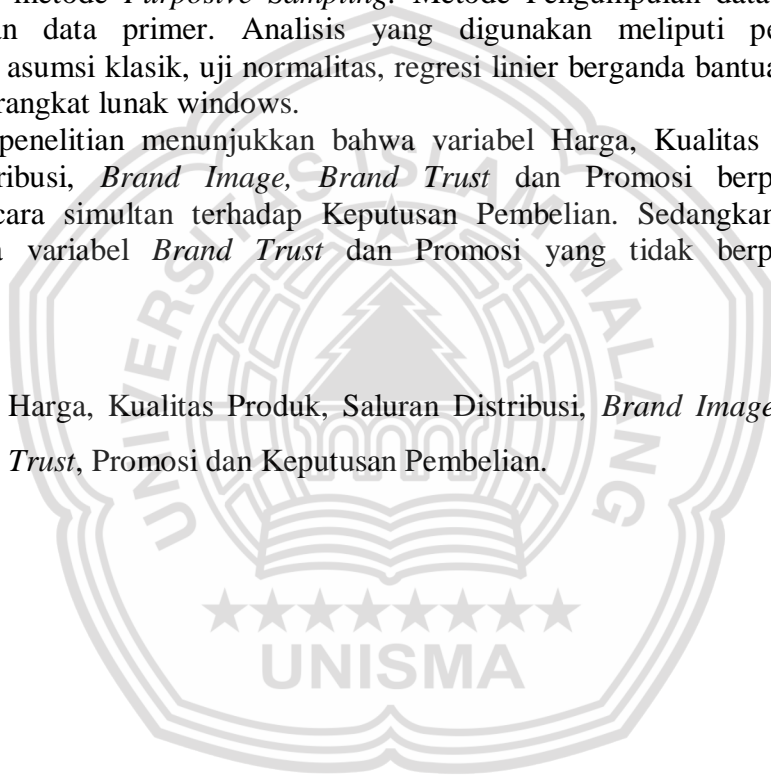 metode Purposive Sampling. Metode Pengumpulan data
data primer. Analisis yang digunakan meliputi
asumsi klasik, uji normalitas, regresi linier berganda bantua
rangkat lunak windows.
penelitian menunjukkan bahwa variabel Harga, Kualitas
ribusi, Brand Image, Brand Trust dan Promosi berp
cara simultan terhadap Keputusan Pembelian. Sedangkan
variabel Brand Trust dan Promosi yang tidak berp
Harga, Kualitas Produk, Saluran Distribusi, Brand Image
Trust, Promosi dan Keputusan Pembelian.
UNIVERSITAS ISLAM MALANG
UNISMA